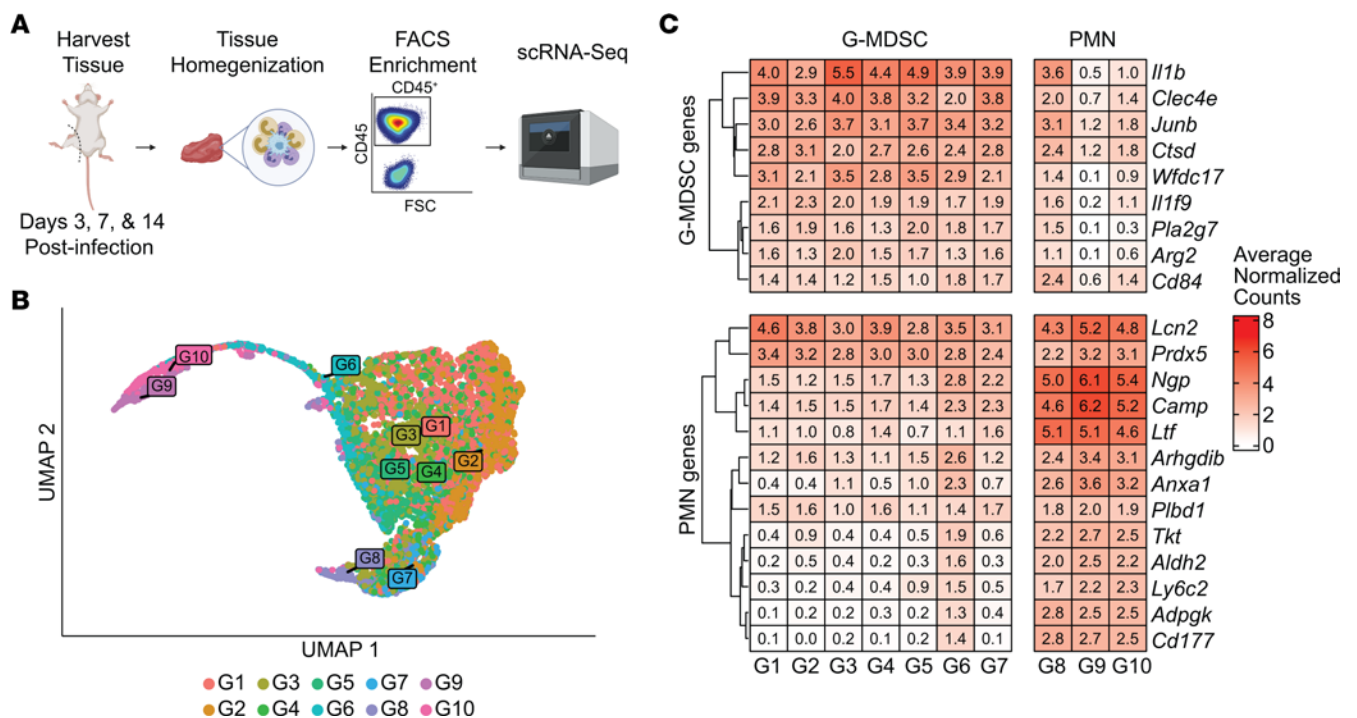 A
Harvest
Tissue
Days 3, 7, & 14
Post-infection
Tissue
Homegenization
FACS
Enrichment
CD45+
CD45
FSC
scRNA-Seq
B
UMAP 2
G10
G9
G6
G3
G1
G5
G4
G2
G8
G7
UMAP 1
G1 G3 G5 G7 G9
G2 G4 G6 G8 G10
C
G-MDSC PMN
G-MDSC genes
4.0 2.9 5.5 4.4 4.9 3.9 3.9 3.6 0.5 1.0 Il1b
3.9 3.3 4.0 3.8 3.2 2.0 3.8 2.0 0.7 1.4 Clec4e
3.0 2.6 3.7 3.1 3.7 3.4 3.2 3.1 1.2 1.8 Junb
2.8 3.1 2.0 2.7 2.6 2.4 2.8 2.4 1.2 1.8 Ctsd
3.1 2.1 3.5 2.8 3.5 2.9 2.1 1.4 0.1 0.9 Wfdc17
2.1 2.3 2.0 1.9 1.9 1.7 1.9 1.6 0.2 1.1 Il1f9
1.6 1.9 1.6 1.3 2.0 1.8 1.7 1.5 0.1 0.3 Pla2g7
1.6 1.3 2.0 1.5 1.7 1.3 1.6 1.1 0.1 0.6 Arg2
1.4 1.4 1.2 1.5 1.0 1.8 1.7 2.4 0.6 1.4 Cd84
PMN genes
4.6 3.8 3.0 3.9 2.8 3.5 3.1 4.3 5.2 4.8 Lcn2
3.4 3.2 2.8 3.0 3.0 2.8 2.4 2.2 3.2 3.1 Prdx5
1.5 1.2 1.5 1.7 1.3 2.8 2.2 5.0 6.1 5.4 Ngp
1.4 1.5 1.5 1.7 1.4 2.3 2.3 4.6 6.2 5.2 Camp
1.1 1.0 0.8 1.4 0.7 1.1 1.6 5.1 5.1 4.6 Ltf
1.2 1.6 1.3 1.1 1.5 2.6 1.2 2.4 3.4 3.1 Arhgdib
0.4 0.4 1.1 0.5 1.0 2.3 0.7 2.6 3.6 3.2 Anxa1
1.5 1.6 1.0 1.6 1.1 1.4 1.7 1.8 2.0 1.9 Plbd1
0.4 0.9 0.4 0.4 0.5 1.9 0.6 2.2 2.7 2.5 Tkt
0.2 0.5 0.4 0.2 0.3 1.6 0.3 2.0 2.5 2.2 Aldh2
0.3 0.2 0.4 0.4 0.9 1.5 0.5 1.7 2.2 2.3 Ly6c2
0.1 0.2 0.2 0.3 0.2 1.3 0.4 2.8 2.5 2.5 Adpgk
0.1 0.0 0.2 0.1 0.2 1.4 0.1 2.8 2.7 2.5 Cd177
G1 G2 G3 G4 G5 G6 G7 G8 G9 G10
Average
Normalized
Counts
8
6
4
2
0